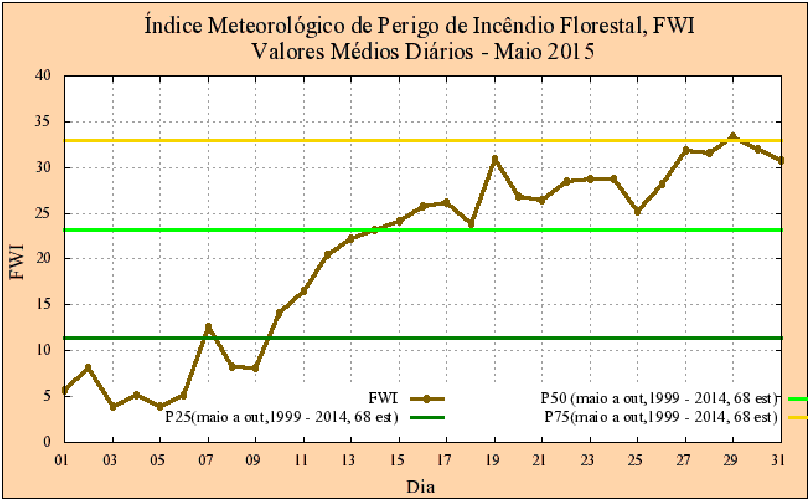 Índice Meteorológico de Perigo de Incêndio Florestal, FWI
Valores Médios Diários - Maio 2015
40
35
30
25
20
15
10
5
0
FWI
FWI
P25(maio a out,1999 - 2014, 68 est)
P50 (maio a out,1999 - 2014, 68 est)
P75(maio a out,1999 - 2014, 68 est)
01 03 05 07 09 11 13 15 17 19 21 23 25 27 29 31
Dia